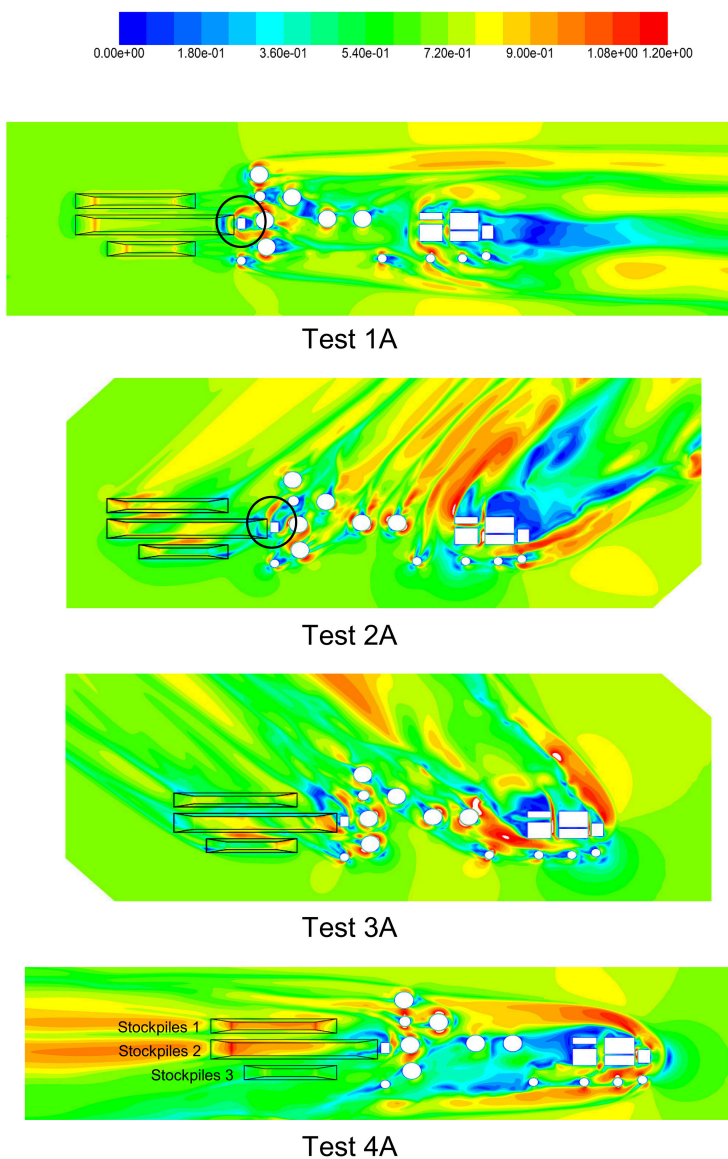 0.00e+00 1.80e-01 3.60e-01 5.40e-01 7.20e-01 9.00e-01 1.08e+00 1.20e+00
Test 1A
Test 2A
Test 3A
Stockpiles 1
Stockpiles 2
Stockpiles 3
Test 4A